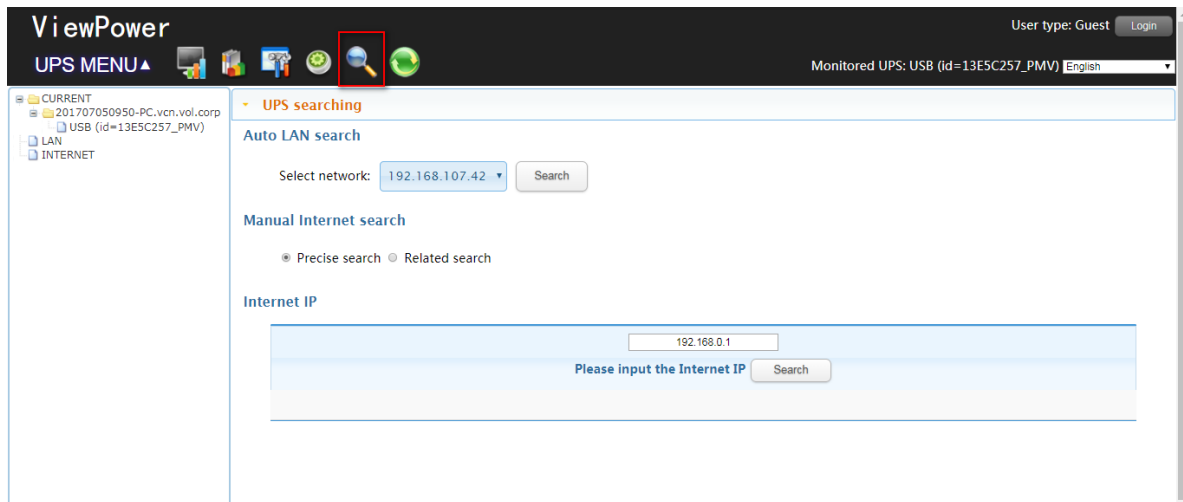 ViewPower
User type: Guest Login
UPS MENU▲
Monitored UPS: USB (id=13E5C257_PMV) English
CURRENT
201707050950-PC.vcn.vol.corp
USB (id=13E5C257_PMV)
LAN
INTERNET
UPS searching
Auto LAN search
Select network: 192.168.107.42 Search
Manual Internet search
Precise search Related search
Internet IP
192.168.0.1
Please input the Internet IP Search